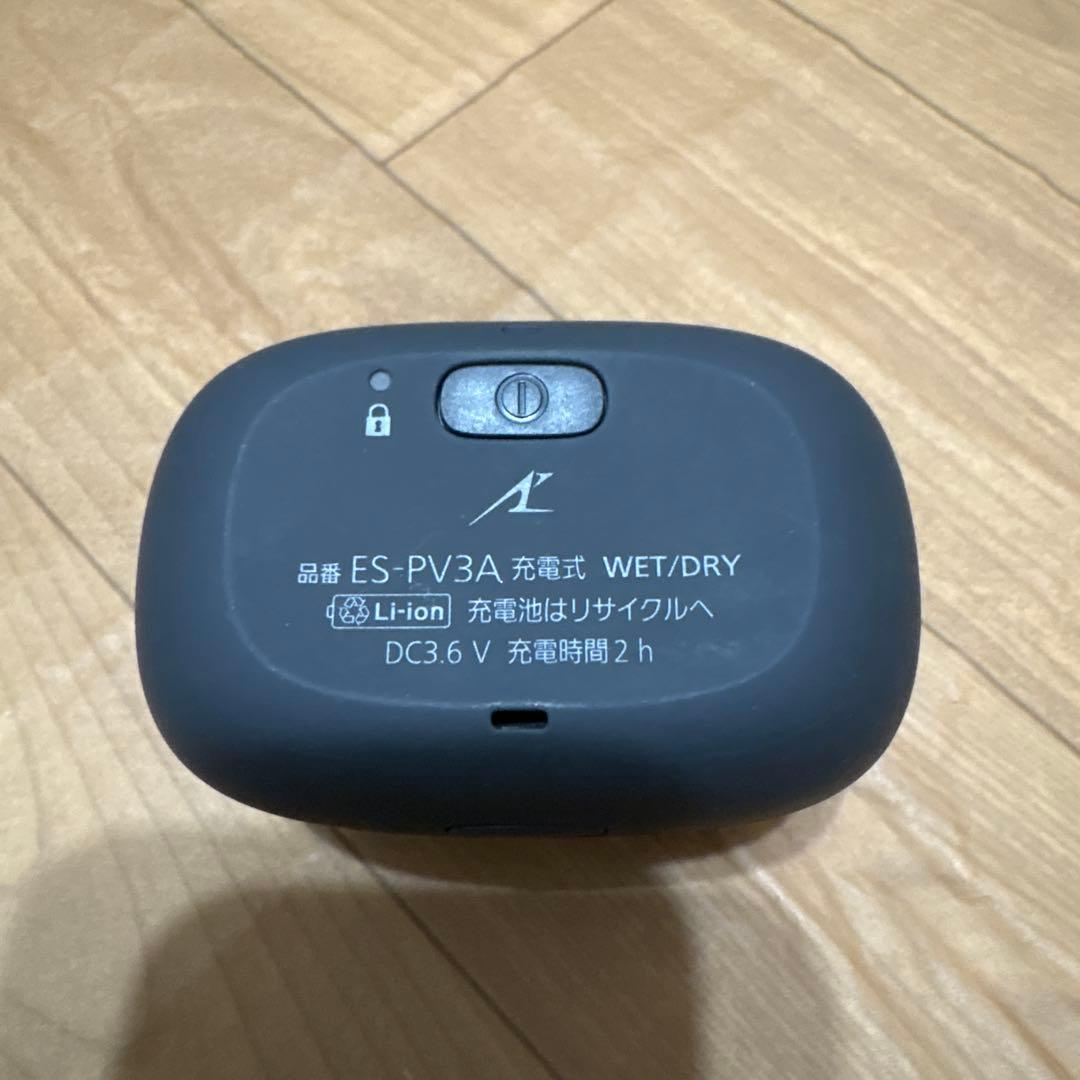 品番 ES-PV3A 充電式 WET/DRY
Li-ion 充電池はリサイクルへ
DC3.6 V 充電時間2 h